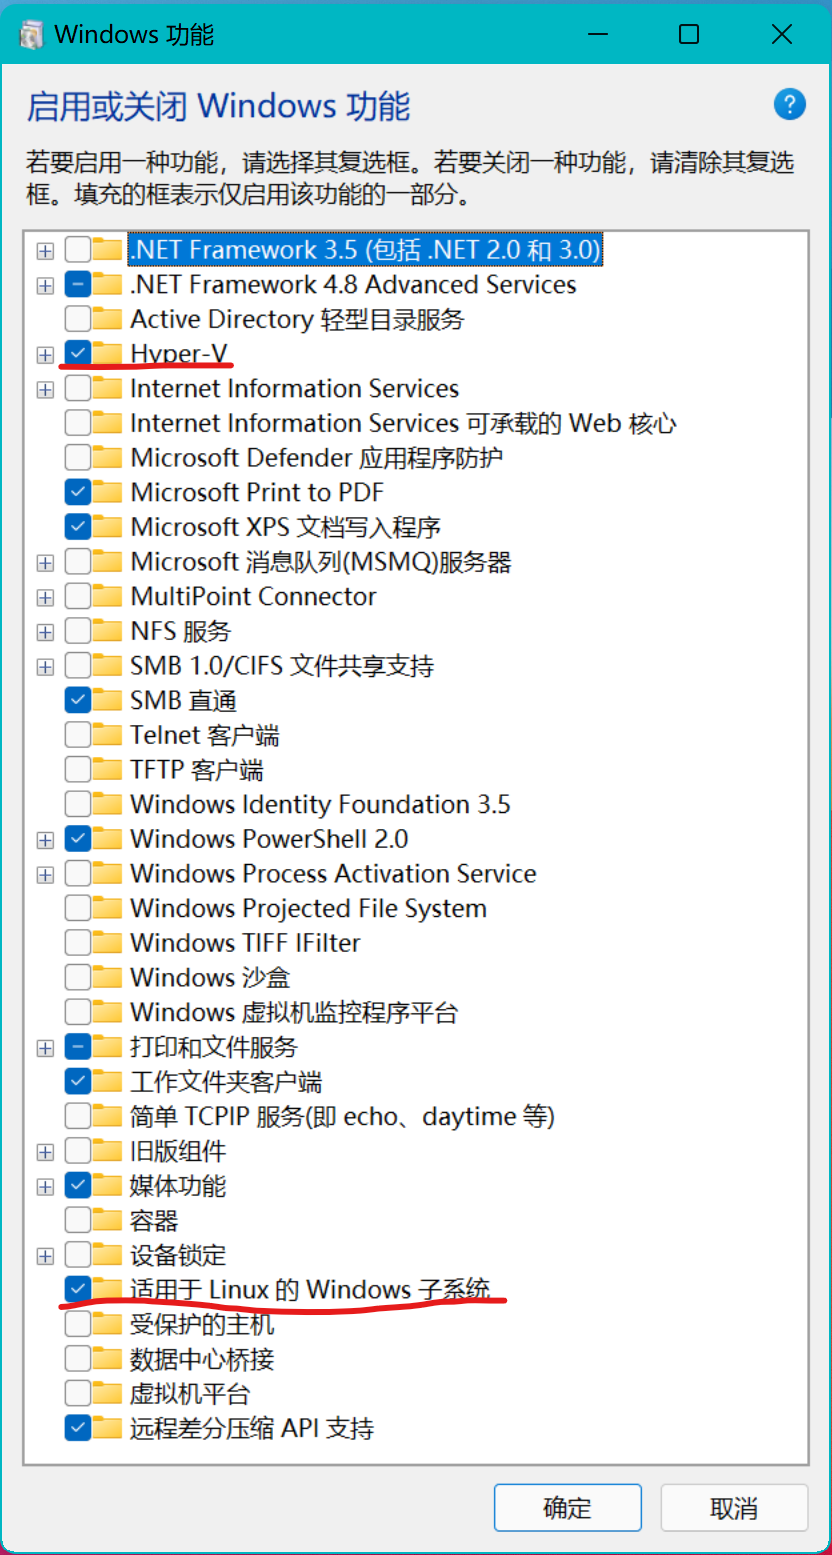 Windows 功能
启用或关闭 Windows 功能
?
若要启用一种功能，请选择其复选框。若要关闭一种功能，请清除其复选
框。填充的框表示仅启用该功能的一部分。
.NET Framework 3.5 (包括 .NET 2.0 和 3.0)
.NET Framework 4.8 Advanced Services
Active Directory 轻型目录服务
Hyper-V
Internet Information Services
Internet Information Services 可承载的 Web 核心
Microsoft Defender 应用程序防护
Microsoft Print to PDF
Microsoft XPS 文档写入程序
Microsoft 消息队列(MSMQ)服务器
MultiPoint Connector
NFS 服务
SMB 1.0/CIFS 文件共享支持
SMB 直通
Telnet 客户端
TFTP 客户端
Windows Identity Foundation 3.5
Windows PowerShell 2.0
Windows Process Activation Service
Windows Projected File System
Windows TIFF IFilter
Windows 沙盒
Windows 虚拟机监控程序平台
打印和文件服务
工作文件夹客户端
简单 TCPIP 服务(即 echo、daytime 等)
旧版组件
媒体功能
容器
设备锁定
适用于 Linux 的 Windows 子系统
受保护的主机
数据中心桥接
虚拟机平台
远程差分压缩 API 支持
确定
取消